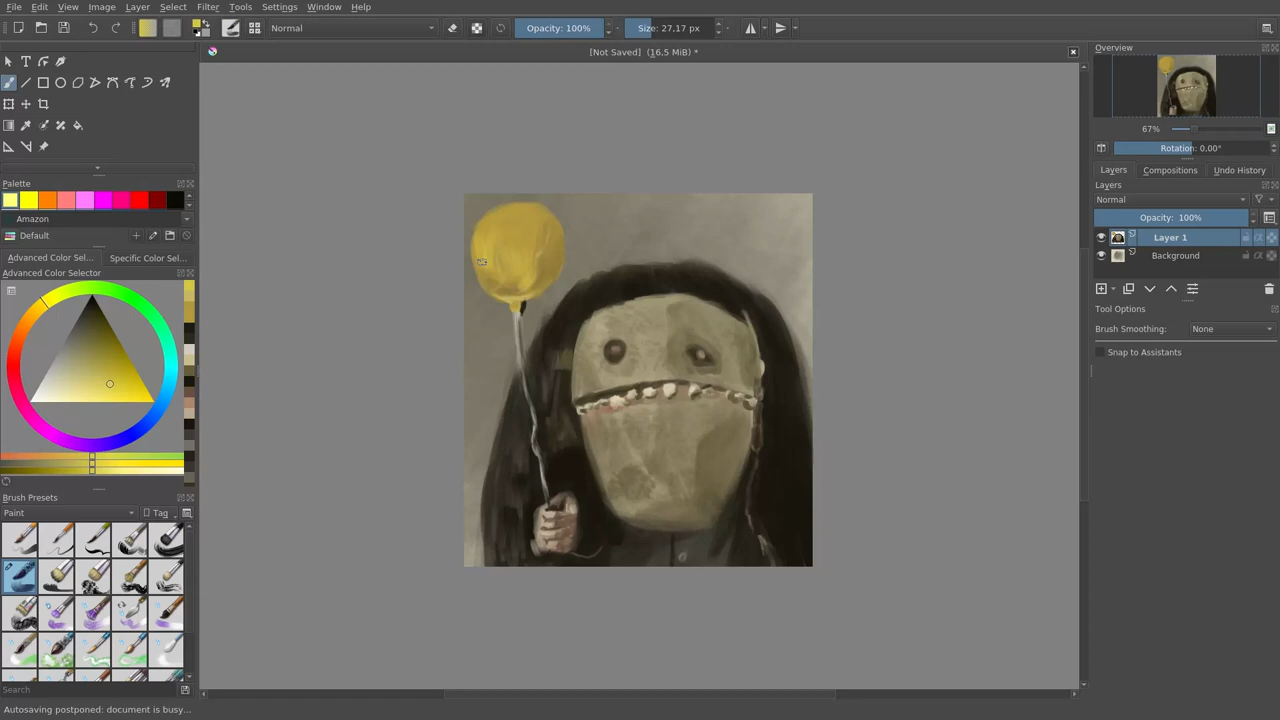 File Edit View Image Layer Select Filter Tools Settings Window Help
Normal
Opacity: 100%
Size: 27,17 px
[Not Saved] (16,5 MiB) *
Overview
67%
Rotation: 0,00°
Palette
Amazon
Default
Layers Compositions Undo History
Layers
Normal
Opacity: 100%
Layer 1
Background
Advanced Color Sel... Specific Color Sel...
Advanced Color Selector
Tool Options
Brush Smoothing: None
Snap to Assistants
Brush Presets
Paint
Tag
Search
Autosaving postponed: document is busy...